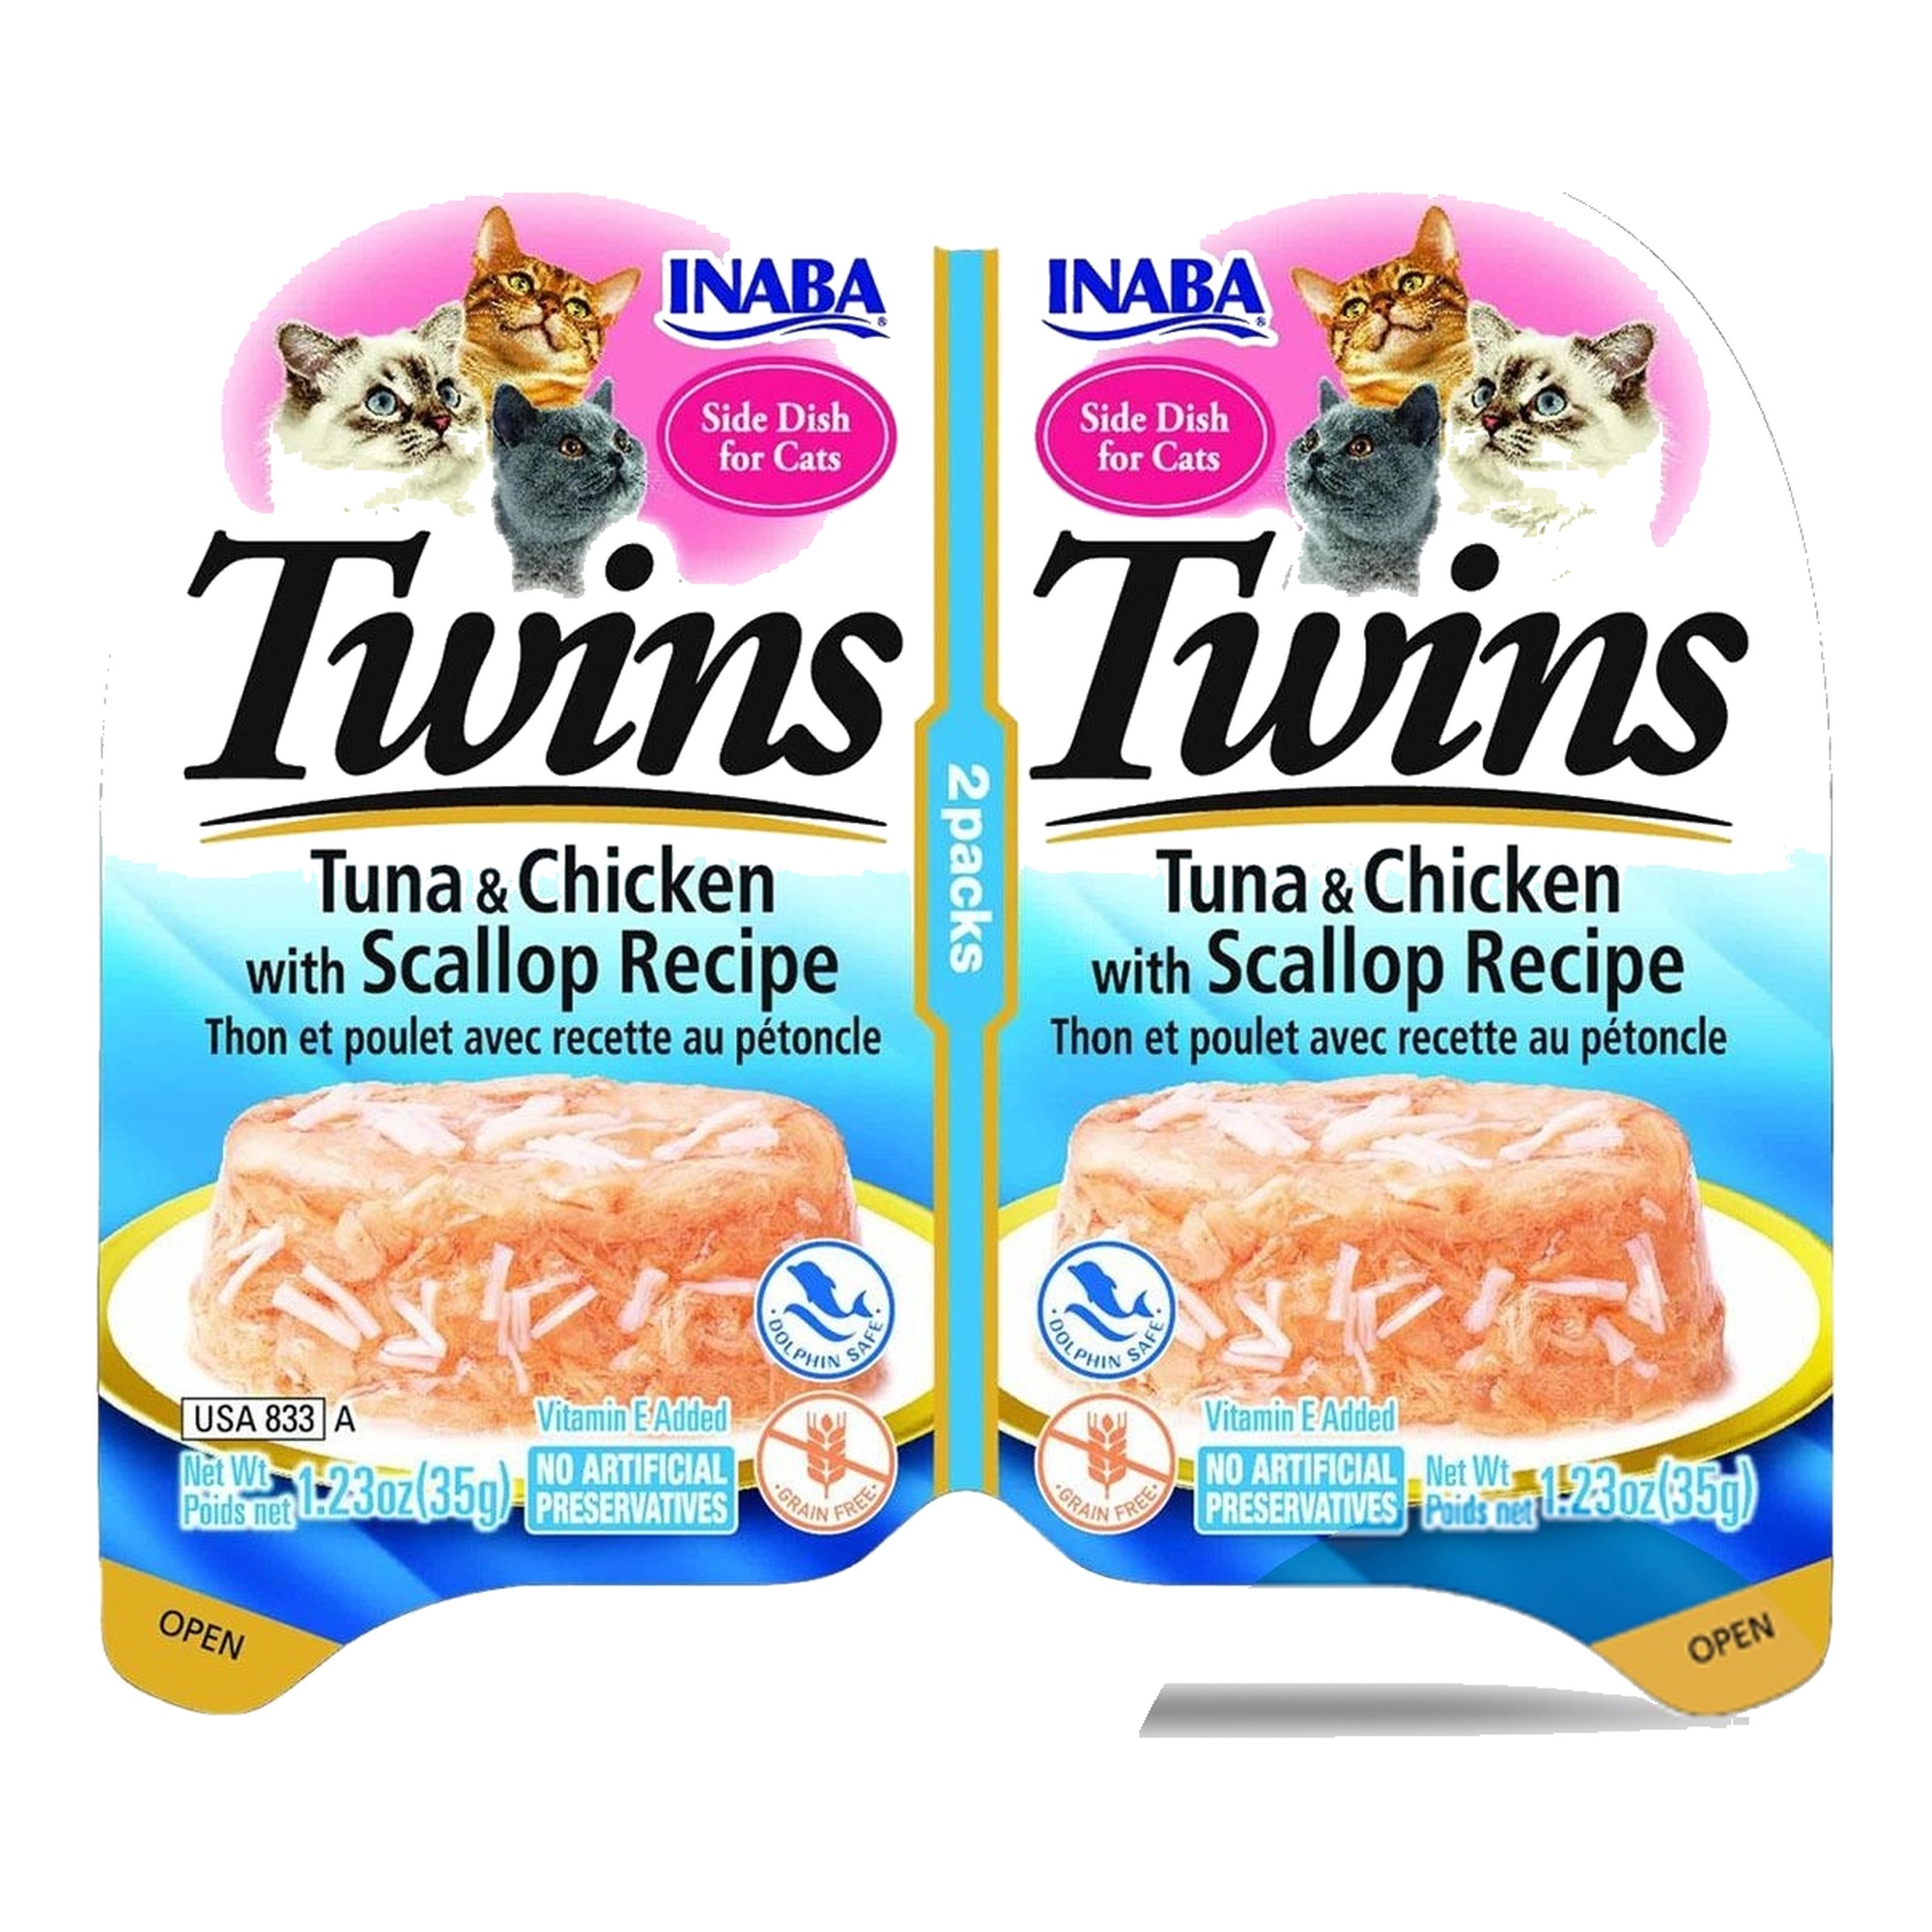 INABA®
Side Dish
for Cats
Twins
Tuna & Chicken
with Scallop Recipe
Thon et poulet avec recette au pétoncle
DOLPHIN SAFE
USA 833 A
Vitamin E Added
Net Wt
Poids net 1.23oz(35g)
NO ARTIFICIAL
PRESERVATIVES
GRAIN FREE
OPEN
2 packs
INABA®
Side Dish
for Cats
Twins
Tuna & Chicken
with Scallop Recipe
Thon et poulet avec recette au pétoncle
DOLPHIN SAFE
GRAIN FREE
Vitamin E Added
NO ARTIFICIAL
PRESERVATIVES
Net Wt
Poids net 1.23oz(35g)
OPEN